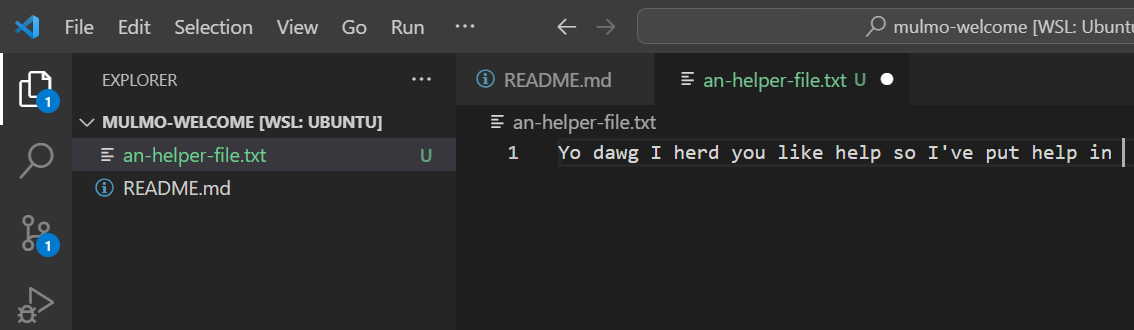 File Edit Selection View Go Run ···
mulmo-welcome [WSL: Ubuntu
EXPLORER ···
README.md
an-helper-file.txt U
1
MULMO-WELCOME [WSL: UBUNTU]
an-helper-file.txt U
README.md
1
an-helper-file.txt
1 Yo dawg I herd you like help so I've put help in